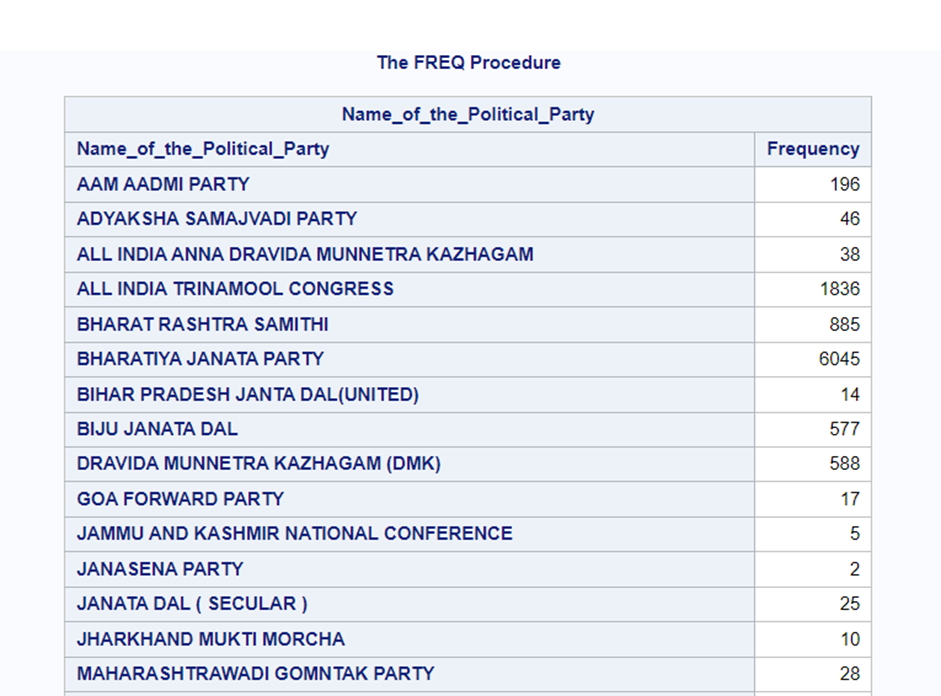 The FREQ Procedure
Name_of_the_Political_Party
Name_of_the_Political_Party Frequency
AAM AADMI PARTY 196
ADYAKSHA SAMAJVADI PARTY 46
ALL INDIA ANNA DRAVIDA MUNNETRA KAZHAGAM 38
ALL INDIA TRINAMOOL CONGRESS 1836
BHARAT RASHTRA SAMITHI 885
BHARATIYA JANATA PARTY 6045
BIHAR PRADESH JANTA DAL(UNITED) 14
BIJU JANATA DAL 577
DRAVIDA MUNNETRA KAZHAGAM (DMK) 588
GOA FORWARD PARTY 17
JAMMU AND KASHMIR NATIONAL CONFERENCE 5
JANASENA PARTY 2
JANATA DAL ( SECULAR ) 25
JHARKHAND MUKTI MORCHA 10
MAHARASHTRAWADI GOMNTAK PARTY 28